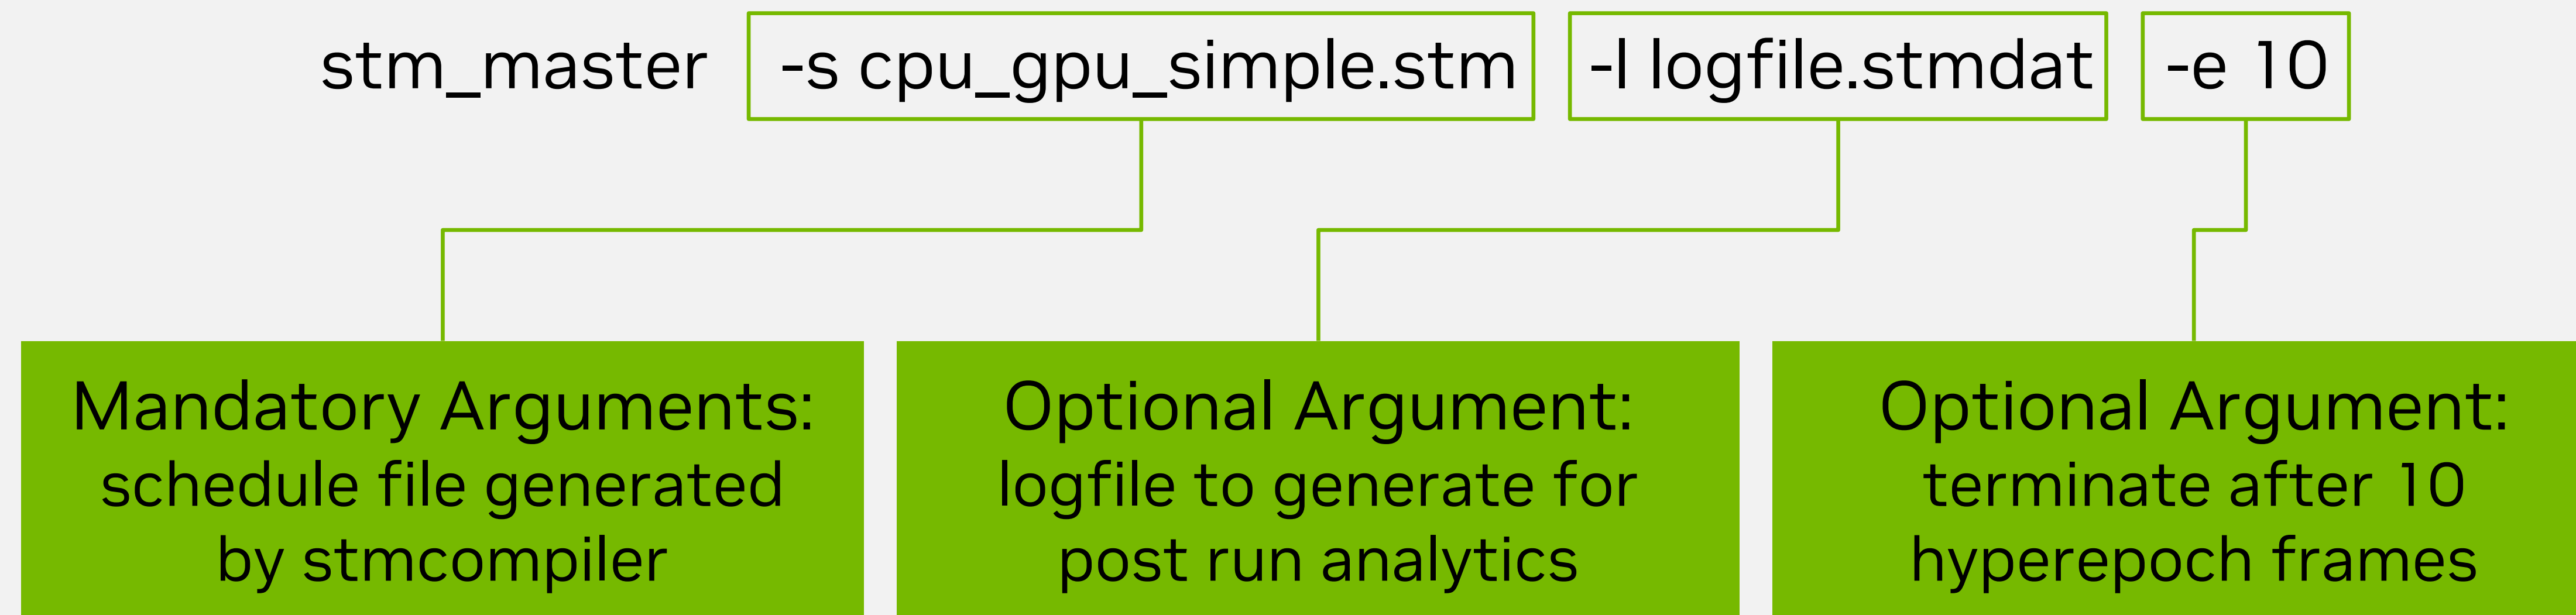 stm_master -s cpu_gpu_simple.stm -l logfile.stmdat -e 10
Mandatory Arguments:
schedule file generated
by stmcompiler
Optional Argument:
logfile to generate for
post run analytics
Optional Argument:
terminate after 10
hyperepoch frames